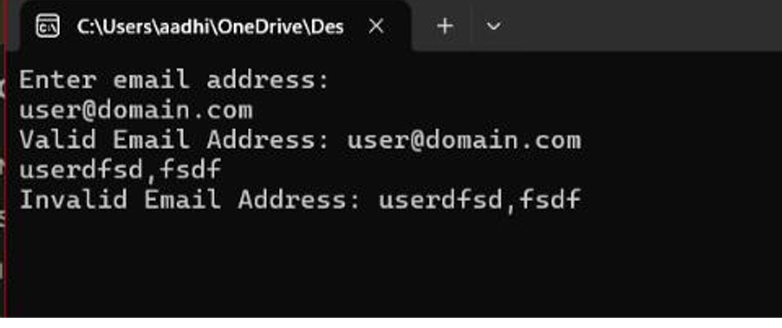 C:\Users\aadhi\OneDrive\Des
Enter email address:
user@domain.com
Valid Email Address: user@domain.com
userdfsd,fsdf
Invalid Email Address: userdfsd,fsdf